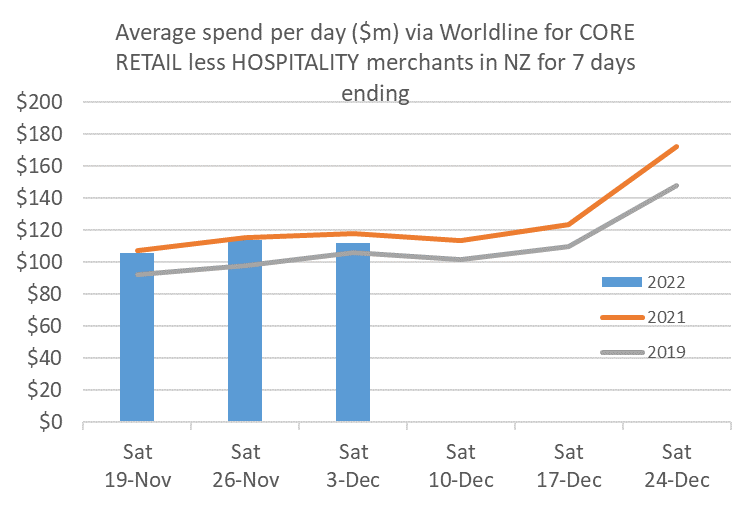 Average spend per day ($m) via Worldline for CORE
RETAIL less HOSPITALITY merchants in NZ for 7 days
ending
$200
$180
$160
$140
$120
$100
$80
$60
$40
$20
$0
2022
2021
2019
Sat Sat Sat Sat Sat Sat
19-Nov 26-Nov 3-Dec 10-Dec 17-Dec 24-Dec